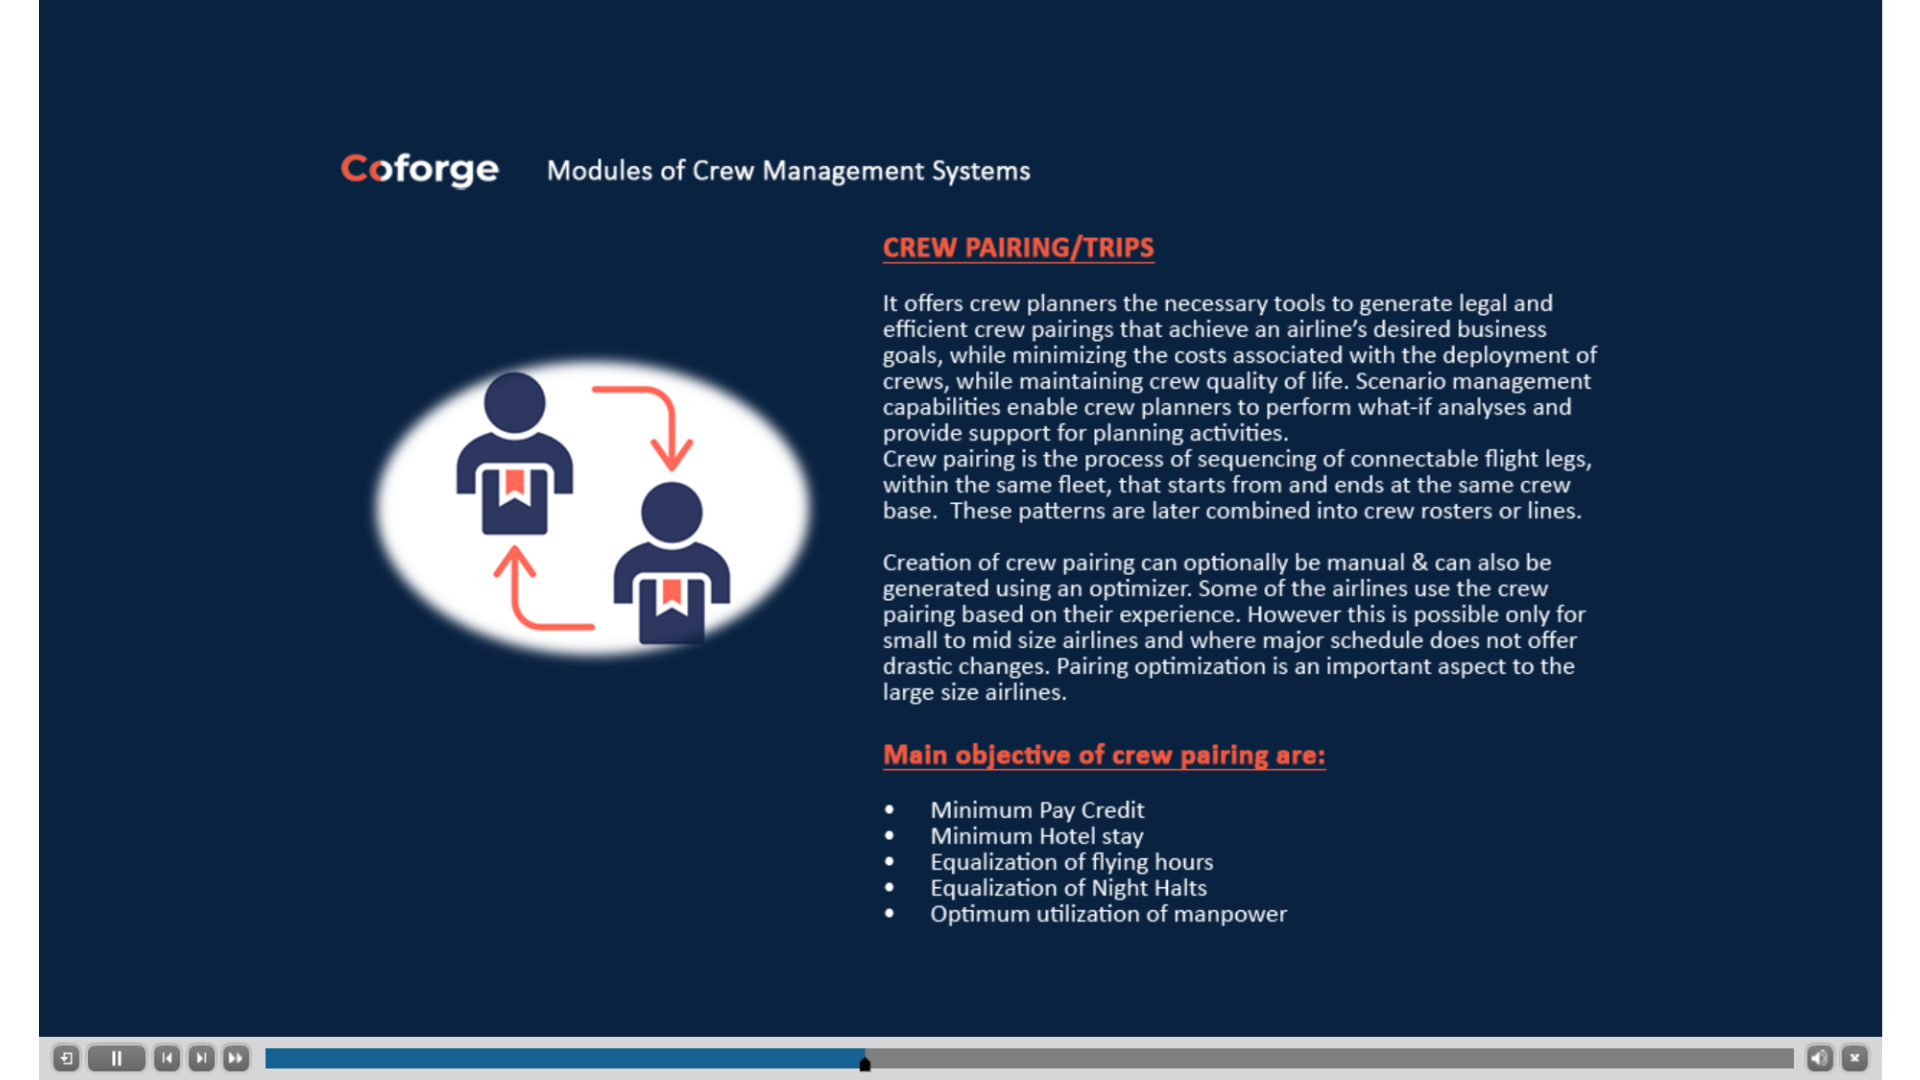 Coforge
Modules of Crew Management Systems
CREW PAIRING/TRIPS
It offers crew planners the necessary tools to generate legal and
efficient crew pairings that achieve an airline’s desired business
goals, while minimizing the costs associated with the deployment of
crews, while maintaining crew quality of life. Scenario management
capabilities enable crew planners to perform what-if analyses and
provide support for planning activities.
Crew pairing is the process of sequencing of connectable flight legs,
within the same fleet, that starts from and ends at the same crew
base.  These patterns are later combined into crew rosters or lines.
Creation of crew pairing can optionally be manual & can also be
generated using an optimizer. Some of the airlines use the crew
pairing based on their experience. However this is possible only for
small to mid size airlines and where major schedule does not offer
drastic changes. Pairing optimization is an important aspect to the
large size airlines.
Main objective of crew pairing are:
• Minimum Pay Credit
• Minimum Hotel stay
• Equalization of flying hours
• Equalization of Night Halts
• Optimum utilization of manpower